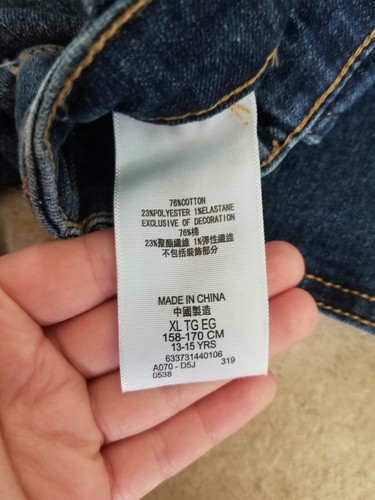 76%COTTON
23%POLYESTER 1%ELASTANE
EXCLUSIVE OF DECORATION
76%棉
23%聚酯纖維 1%彈性纖維
不包括裝飾部分
MADE IN CHINA
中國製造
XL TG EG
158-170 CM
13-15 YRS
633731440106
A070 - D5J 319
0538